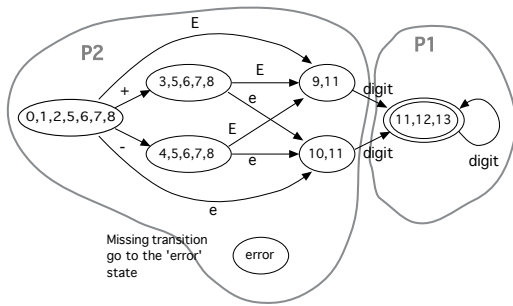 P2
P1
E
+
3,5,6,7,8
E
9,11
e
digit
0,1,2,5,6,7,8
11,12,13
E
-
4,5,6,7,8
e
10,11
digit
digit
e
Missing transition
go to the 'error'
state
error